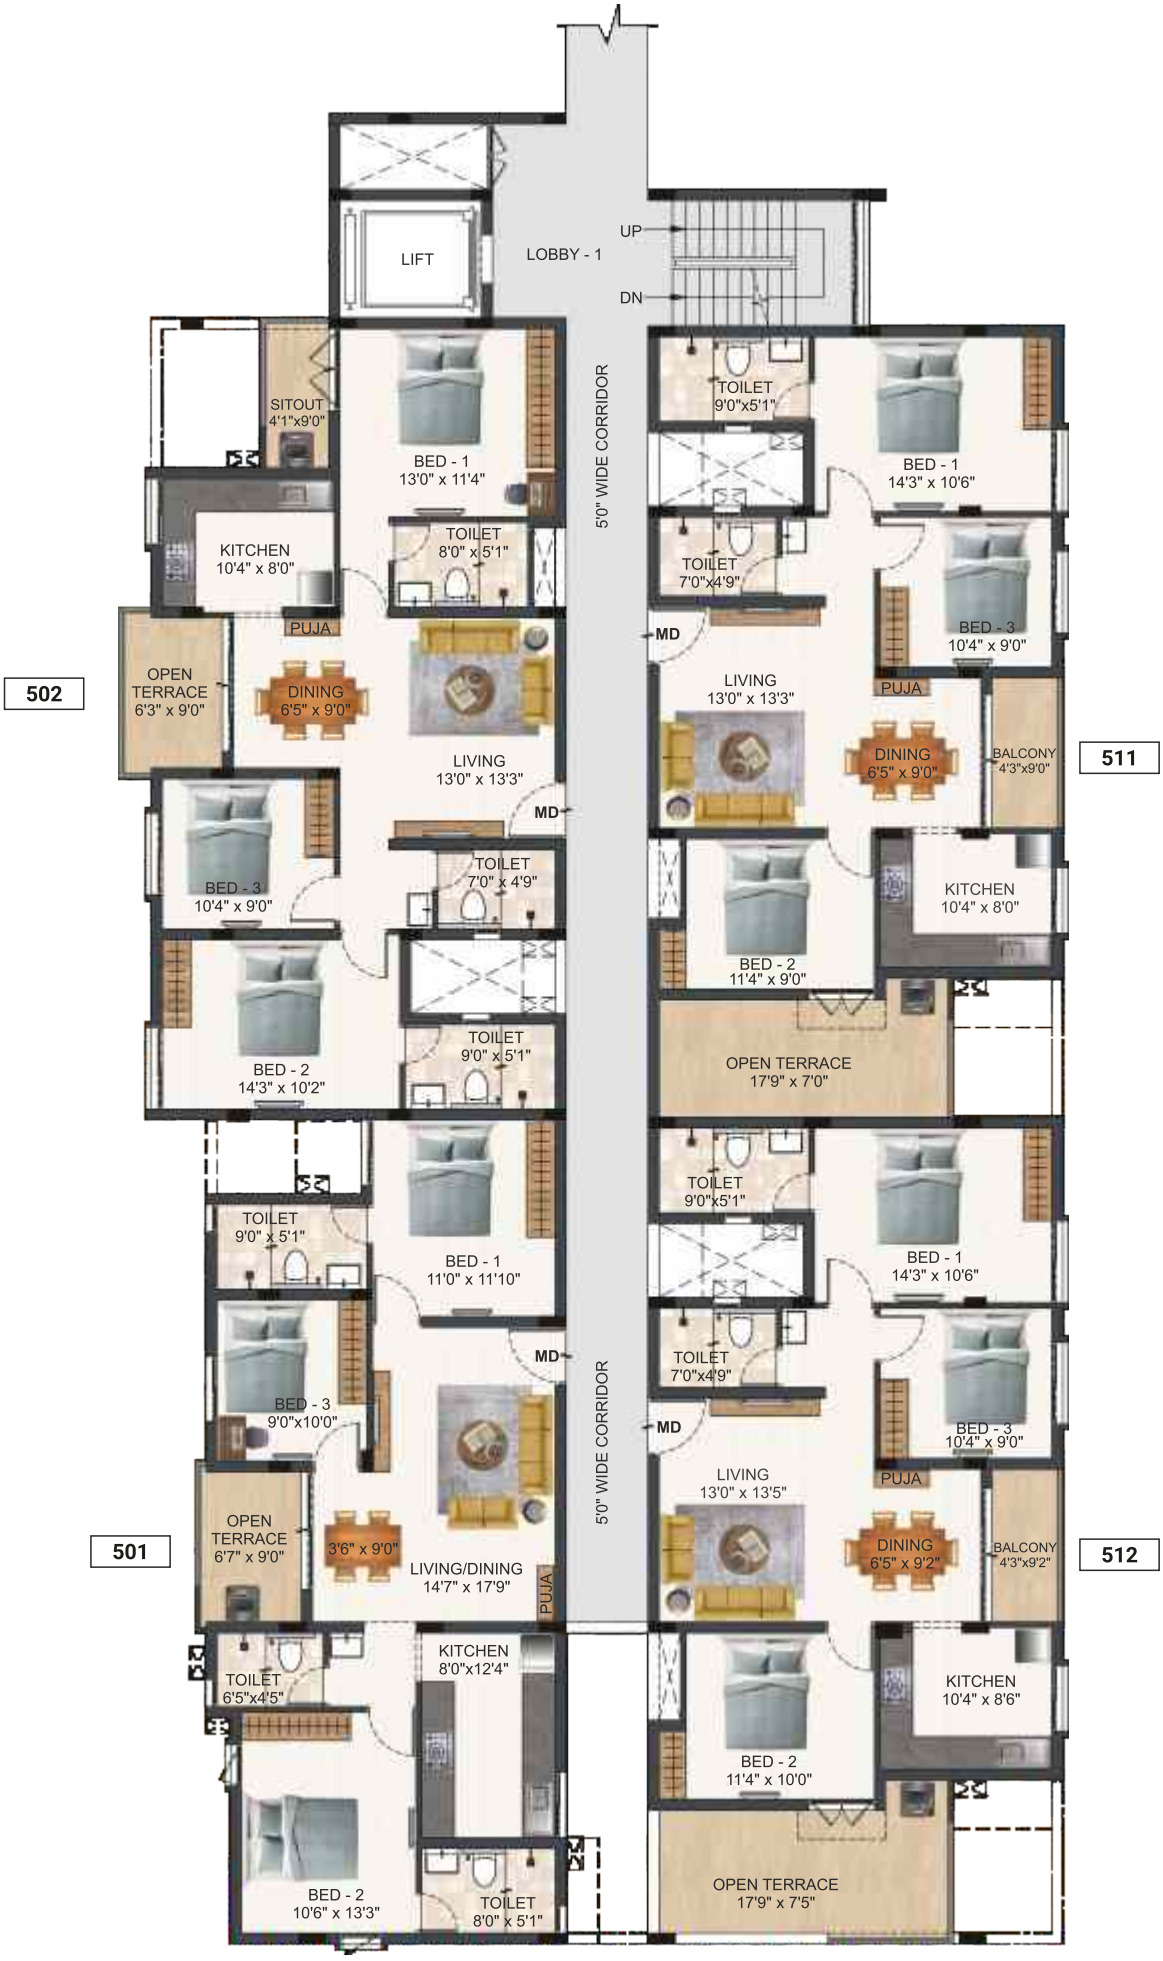 UP
LOBBY - 1
LIFT
DN
5'0" WIDE CORRIDOR
SITOUT
4'1"x9'0"
BED - 1
13'0" x 11'4"
TOILET
8'0" x 5'1"
KITCHEN
10'4" x 8'0"
PUJA
OPEN
TERRACE
6'3" x 9'0"
502
DINING
6'5" x 9'0"
LIVING
13'0" x 13'3"
MD
TOILET
7'0" x 4'9"
BED - 3
10'4" x 9'0"
TOILET
9'0" x 5'1"
BED - 2
14'3" x 10'2"
TOILET
9'0"x5'1"
BED - 1
14'3" x 10'6"
TOILET
7'0"x4'9"
BED - 3
10'4" x 9'0"
MD
LIVING
13'0" x 13'3"
PUJA
DINING
6'5" x 9'0"
BALCONY
4'3"x9'0"
511
KITCHEN
10'4" x 8'0"
BED - 2
11'4" x 9'0"
OPEN TERRACE
17'9" x 7'0"
TOILET
9'0" x 5'1"
BED - 1
11'0" x 11'10"
BED - 3
9'0"x10'0"
MD
5'0" WIDE CORRIDOR
OPEN
TERRACE
6'7" x 9'0"
501
3'6" x 9'0"
LIVING/DINING
14'7" x 17'9"
PUJA
KITCHEN
8'0"x12'4"
TOILET
6'5"x4'5"
BED - 2
10'6" x 13'3"
TOILET
8'0" x 5'1"
TOILET
9'0"x5'1"
BED - 1
14'3" x 10'6"
TOILET
7'0"x4'9"
BED - 3
10'4" x 9'0"
MD
LIVING
13'0" x 13'5"
PUJA
DINING
6'5" x 9'2"
BALCONY
4'3"x9'2"
512
KITCHEN
10'4" x 8'6"
BED - 2
11'4" x 10'0"
OPEN TERRACE
17'9" x 7'5"